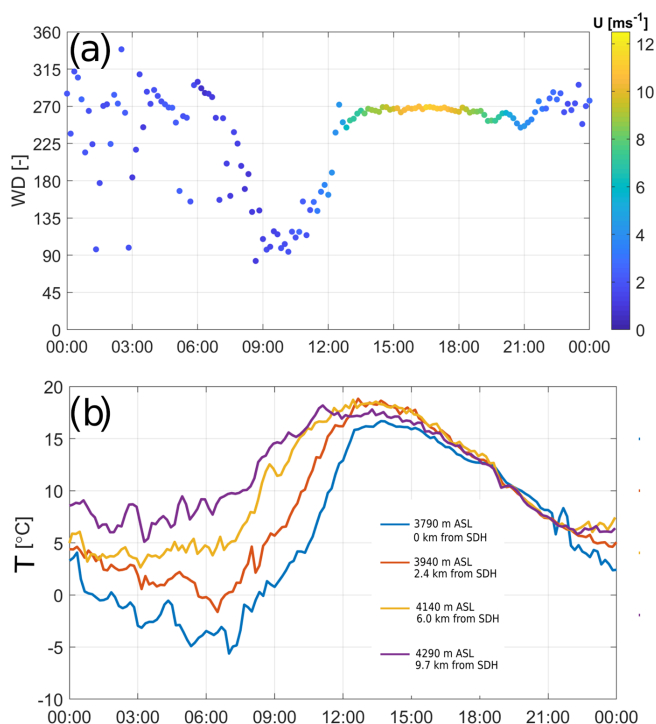 U [ms-1]
(a)
360
315
270
225
180
135
90
45
0
WD [-]
00:00 03:00 06:00 09:00 12:00 15:00 18:00 21:00 00:00
12
10
8
6
4
2
0
(b)
20
15
10
5
0
-5
-10
T [°C]
3790 m ASL
0 km from SDH
3940 m ASL
2.4 km from SDH
4140 m ASL
6.0 km from SDH
4290 m ASL
9.7 km from SDH
00:00 03:00 06:00 09:00 12:00 15:00 18:00 21:00 00:00